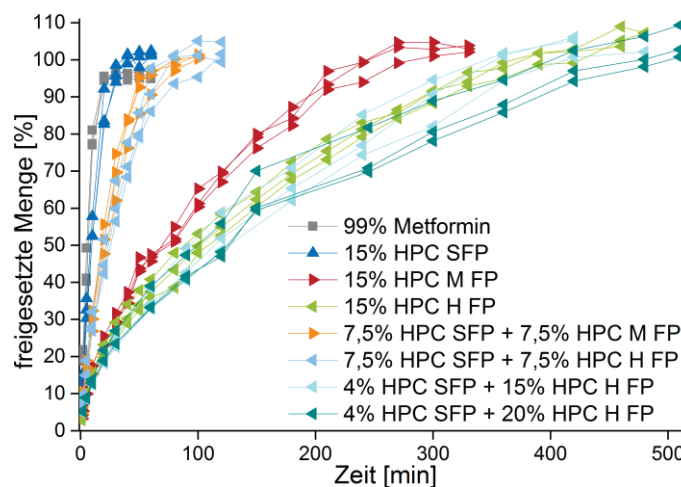 freigesetzte Menge [%]
110
100
90
80
70
60
50
40
30
20
10
0
99% Metformin
15% HPC SFP
15% HPC M FP
15% HPC H FP
7,5% HPC SFP + 7,5% HPC M FP
7,5% HPC SFP + 7,5% HPC H FP
4% HPC SFP + 15% HPC H FP
4% HPC SFP + 20% HPC H FP
0 100 200 300 400 500
Zeit [min]